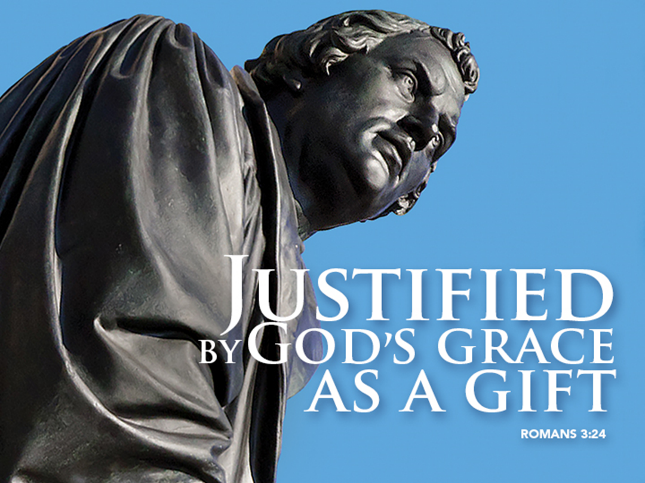 JUSTIFIED
BY GOD'S GRACE
AS A GIFT
ROMANS 3:24